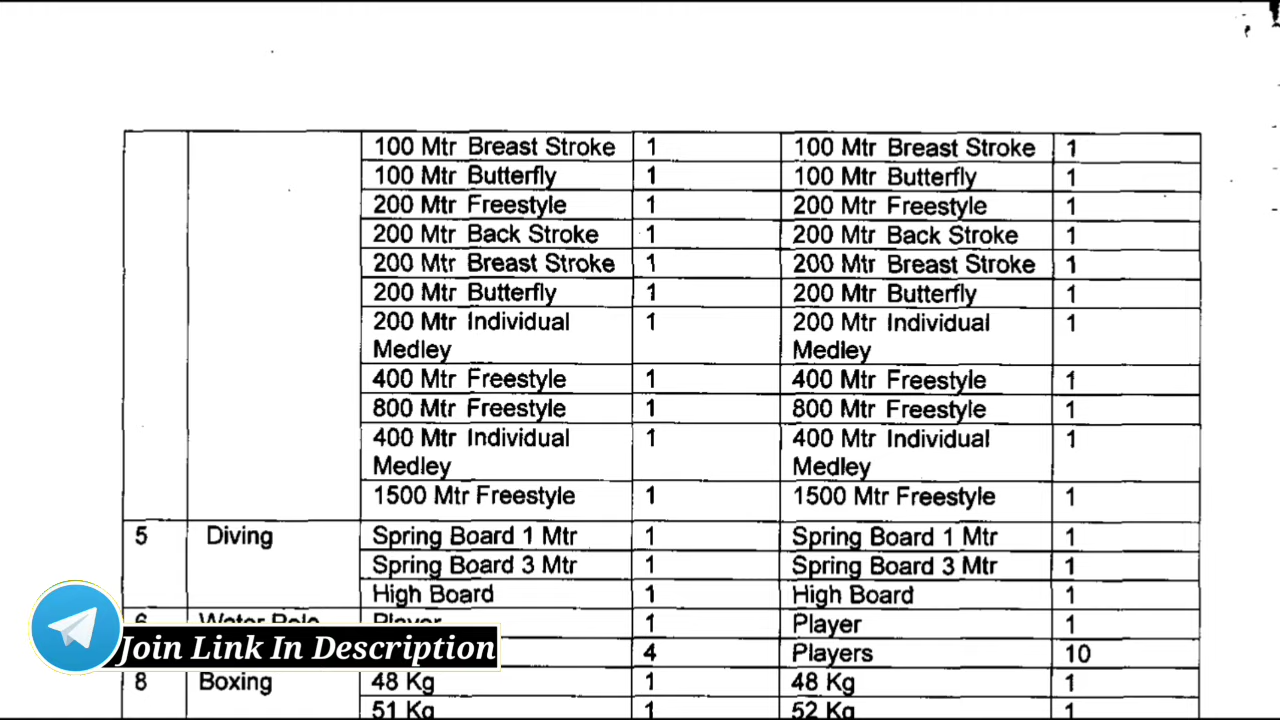 100 Mtr Breast Stroke 1 100 Mtr Breast Stroke 1
100 Mtr Butterfly 1 100 Mtr Butterfly 1
200 Mtr Freestyle 1 200 Mtr Freestyle 1
200 Mtr Back Stroke 1 200 Mtr Back Stroke 1
200 Mtr Breast Stroke 1 200 Mtr Breast Stroke 1
200 Mtr Butterfly 1 200 Mtr Butterfly 1
200 Mtr Individual 1 200 Mtr Individual 1
Medley Medley
400 Mtr Freestyle 1 400 Mtr Freestyle 1
800 Mtr Freestyle 1 800 Mtr Freestyle 1
400 Mtr Individual 1 400 Mtr Individual 1
Medley Medley
1500 Mtr Freestyle 1 1500 Mtr Freestyle 1
5 Diving Spring Board 1 Mtr 1 Spring Board 1 Mtr 1
Spring Board 3 Mtr 1 Spring Board 3 Mtr 1
High Board 1 High Board 1
6 Water Polo Player 1 Player 1
Join Link In Description 4 Players 10
8 Boxing 48 Kg 1 48 Kg 1
51 Kg 1 52 Kg 1